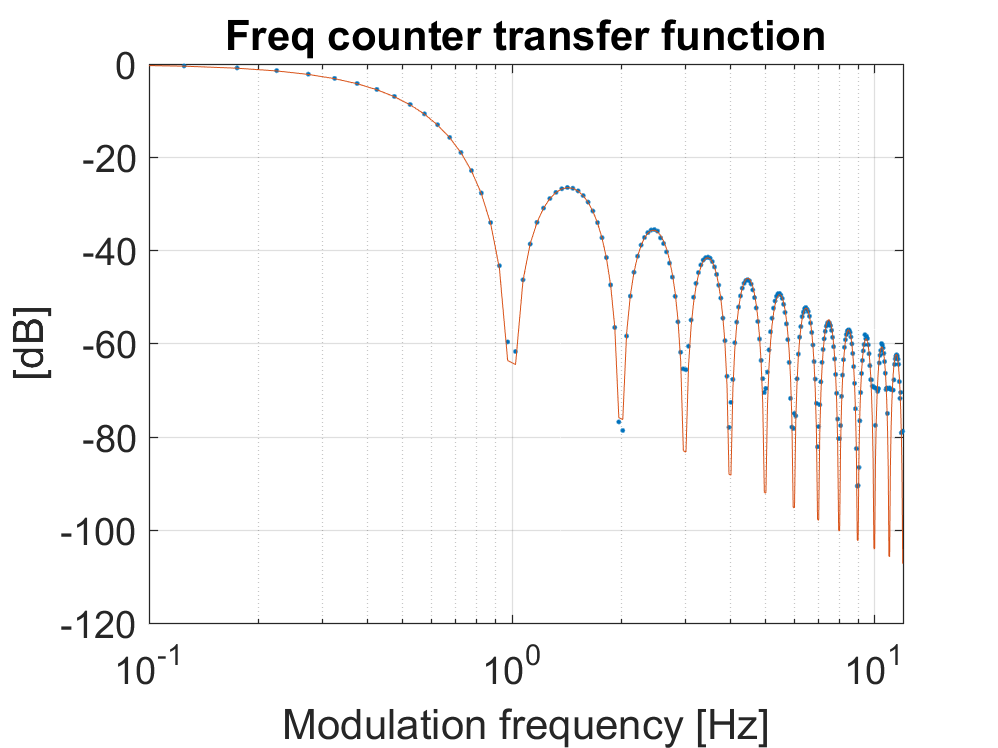 Freq counter transfer function
0
-20
-40
-60
-80
-100
-120
[dB]
10^-1 10^0 10^1
Modulation frequency [Hz]